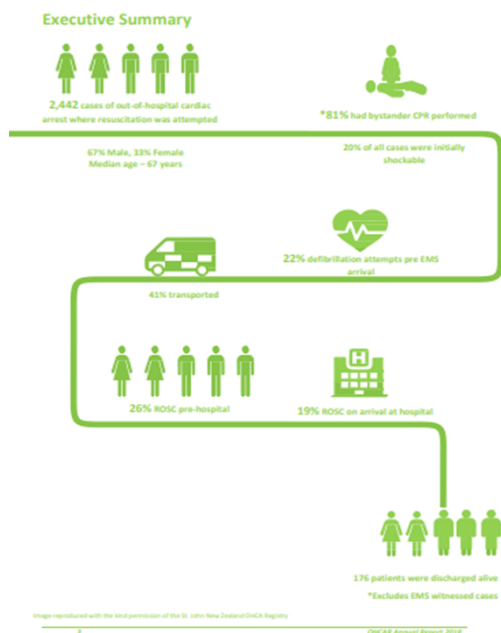 Executive Summary
2,442 cases of out-of-hospital cardiac
arrest where resuscitation was attempted
*81% had bystander CPR performed
67% Male, 33% Female
Median age – 67 years
20% of all cases were initially
shockable
22% defibrillation attempts pre EMS
arrival
41% transported
H
26% ROSC pre-hospital
19% ROSC on arrival at hospital
176 patients were discharged alive
*Excludes EMS witnessed cases
Image reproduced with the kind permission of the St. John New Zealand OHCA Registry
OHCAR Annual Report 2018